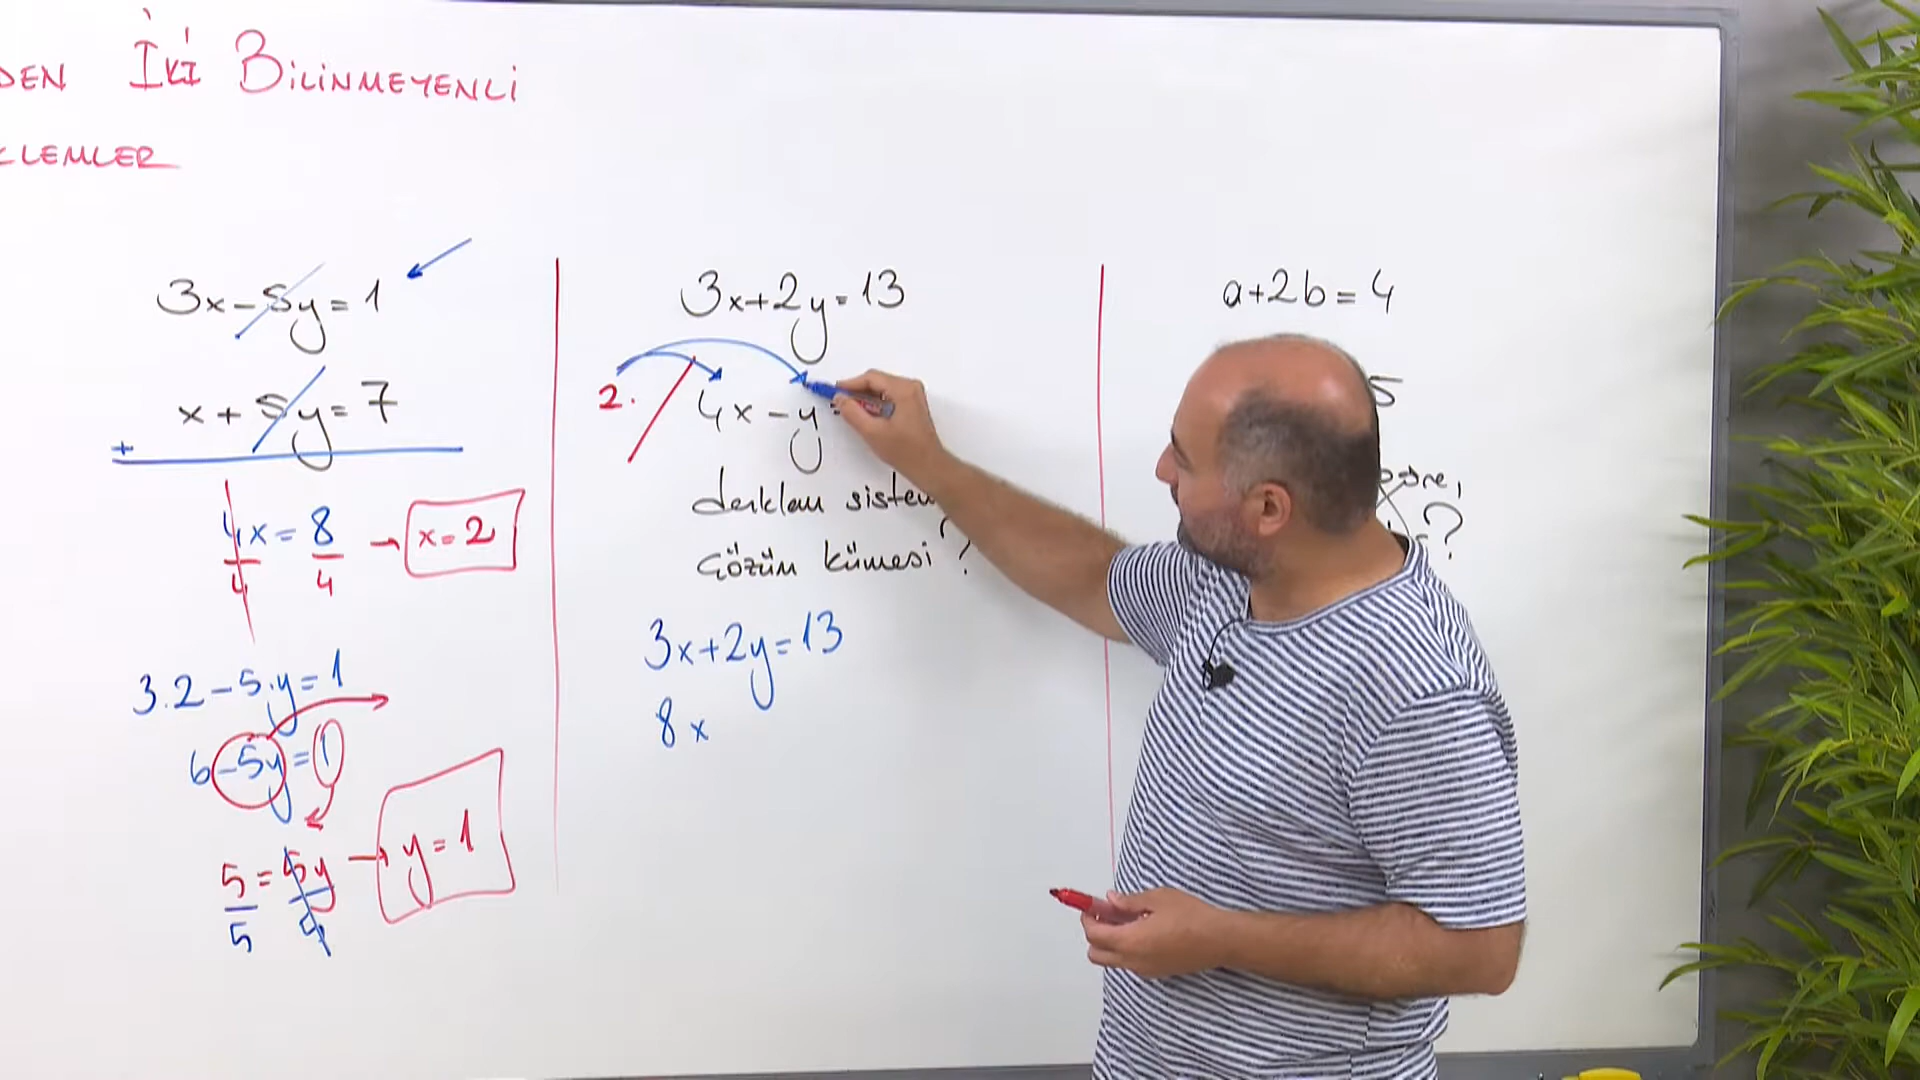 DEN İKİ BİLİNMEYENLİ
KLEMLER
3x-5y=1
x+5y=7
+
4x=8
4 4
→ x=2
3.2-5.y=1
6-5y=1
5=5y → y=1
5 5
3x+2y=13
2. 4x-y=
denklem sistem
çözüm kümesi?
3x+2y=13
8x
a+2b=4
5
göre,
?